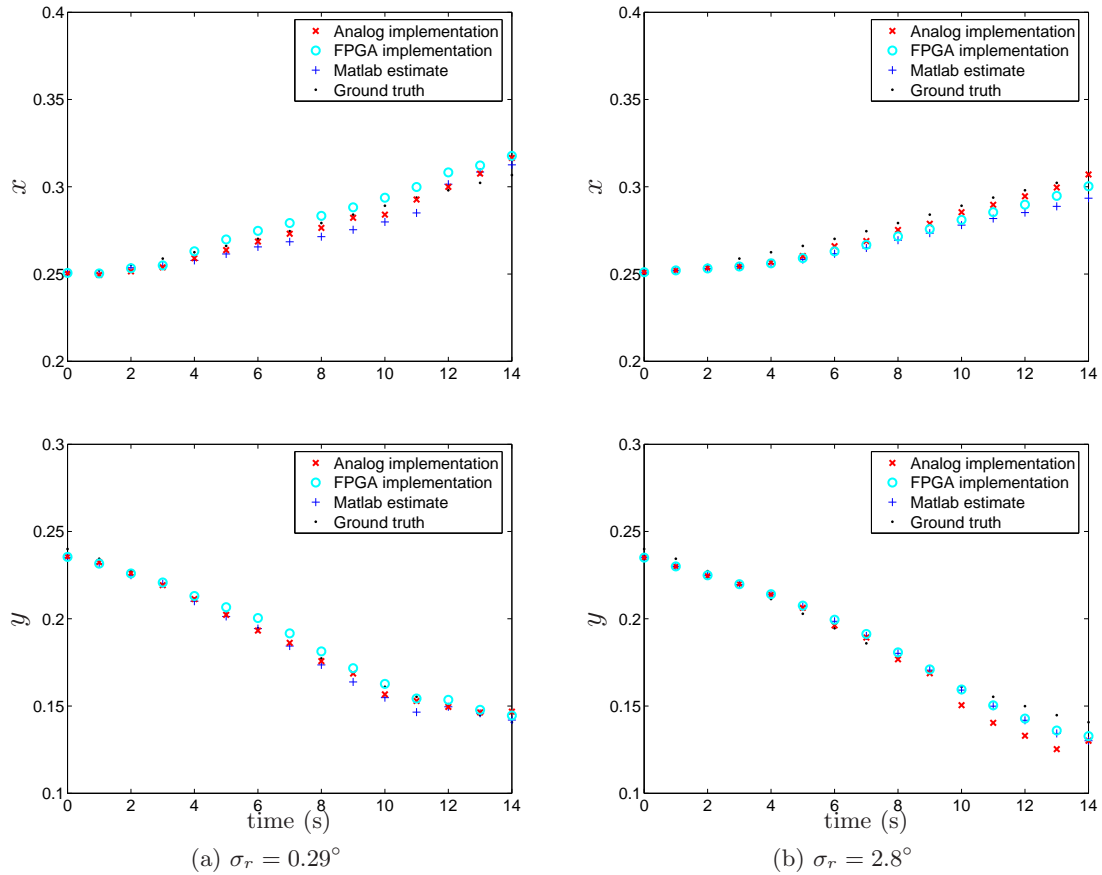 0.4
0.35
0.3
0.25
0.2
x
0 2 4 6 8 10 12 14
Analog implementation
FPGA implementation
Matlab estimate
Ground truth
0.4
0.35
0.3
0.25
0.2
x
0 2 4 6 8 10 12 14
Analog implementation
FPGA implementation
Matlab estimate
Ground truth
0.3
0.25
0.2
0.15
0.1
y
0 2 4 6 8 10 12 14
time (s)
Analog implementation
FPGA implementation
Matlab estimate
Ground truth
(a) σr = 0.29°
0.3
0.25
0.2
0.15
0.1
y
0 2 4 6 8 10 12 14
time (s)
Analog implementation
FPGA implementation
Matlab estimate
Ground truth
(b) σr = 2.8°